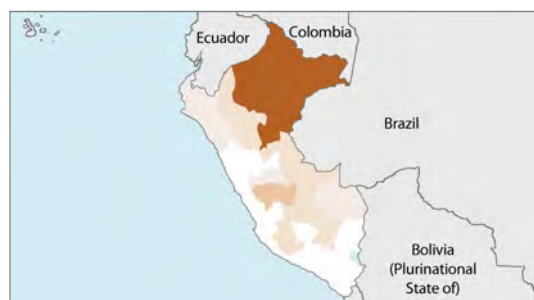 Ecuador
Colombia
Brazil
Bolivia
(Plurinational
State of)